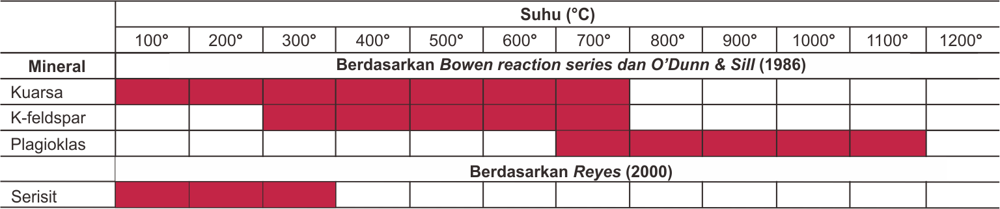 Suhu (°C)
100° 200° 300° 400° 500° 600° 700° 800° 900° 1000° 1100° 1200°
Mineral Berdasarkan Bowen reaction series dan O’Dunn & Sill (1986)
Kuarsa
K-feldspar
Plagioklas
Berdasarkan Reyes (2000)
Serisit